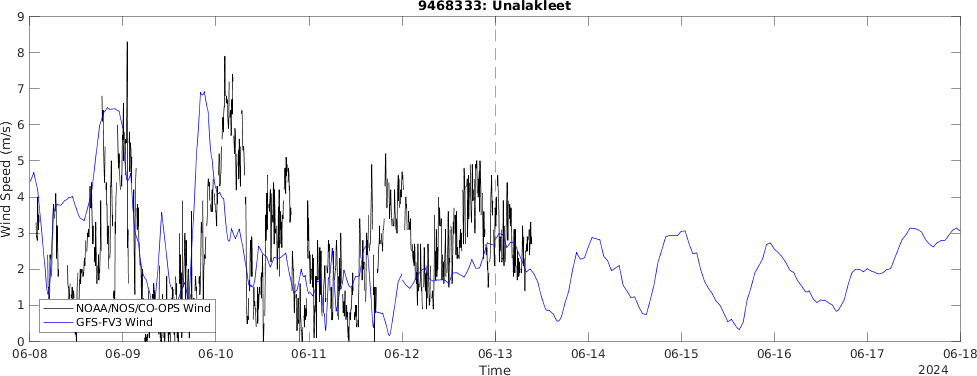 9468333: Unalakleet
9
8
7
6
5
4
3
2
1
0
Wind Speed (m/s)
NOAA/NOS/CO-OPS Wind
GFS-FV3 Wind
06-08 06-09 06-10 06-11 06-12 06-13 06-14 06-15 06-16 06-17 06-18
Time
2024